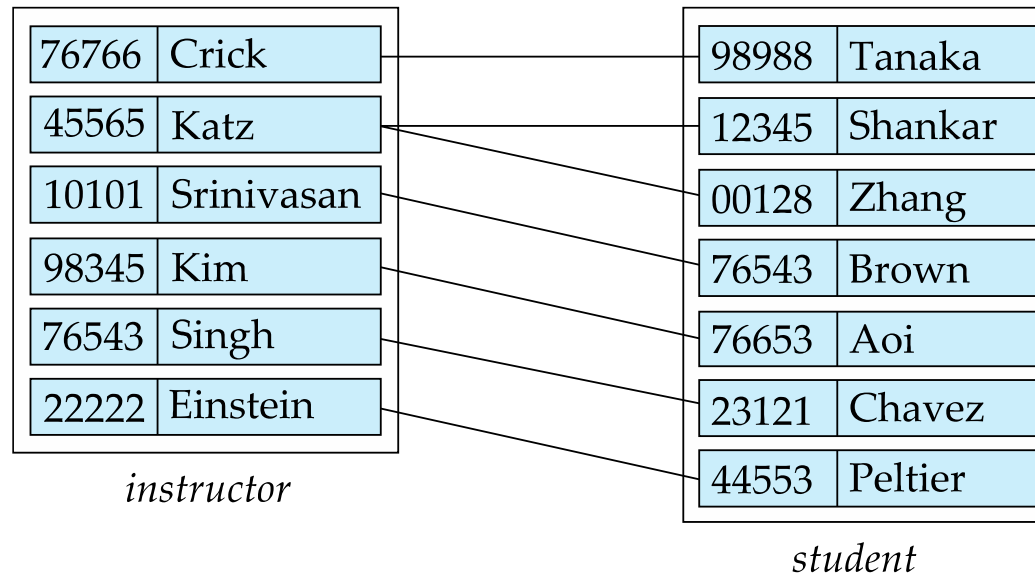 76766 Crick
45565 Katz
10101 Srinivasan
98345 Kim
76543 Singh
22222 Einstein
instructor
98988 Tanaka
12345 Shankar
00128 Zhang
76543 Brown
76653 Aoi
23121 Chavez
44553 Peltier
student